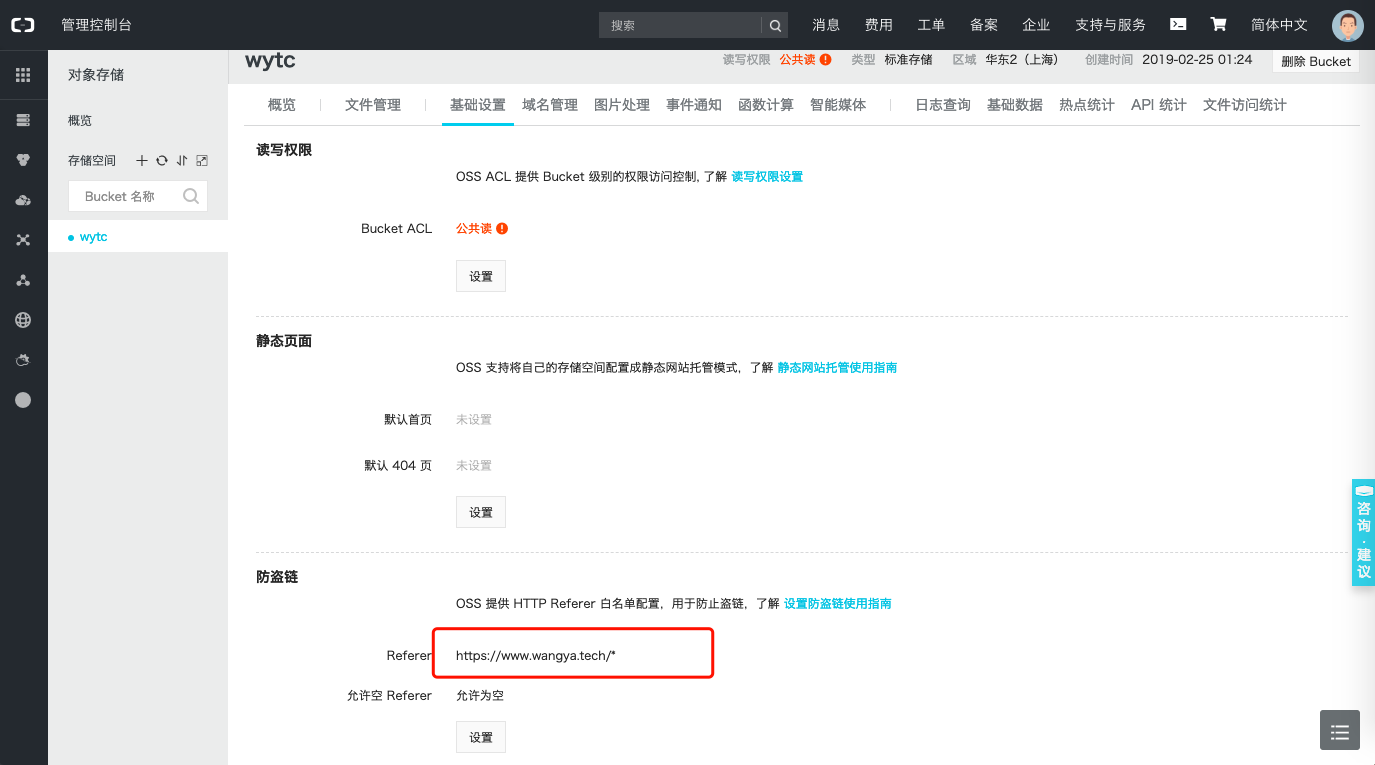 管理控制台 搜索 消息 费用 工单 备案 企业 支持与服务 简体中文
对象存储
概览
存储空间
Bucket 名称
wytc
wytc 读写权限 公共读 类型 标准存储 区域 华东2（上海） 创建时间 2019-02-25 01:24 删除 Bucket
概览 文件管理 基础设置 域名管理 图片处理 事件通知 函数计算 智能媒体 日志查询 基础数据 热点统计 API 统计 文件访问统计
读写权限
OSS ACL 提供 Bucket 级别的权限访问控制, 了解 读写权限设置
Bucket ACL 公共读
设置
静态页面
OSS 支持将自己的存储空间配置成静态网站托管模式，了解 静态网站托管使用指南
默认首页 未设置
默认 404 页 未设置
设置
防盗链
OSS 提供 HTTP Referer 白名单配置，用于防止盗链，了解 设置防盗链使用指南
Referer https://www.wangya.tech/*
允许空 Referer 允许为空
设置
咨询·建议